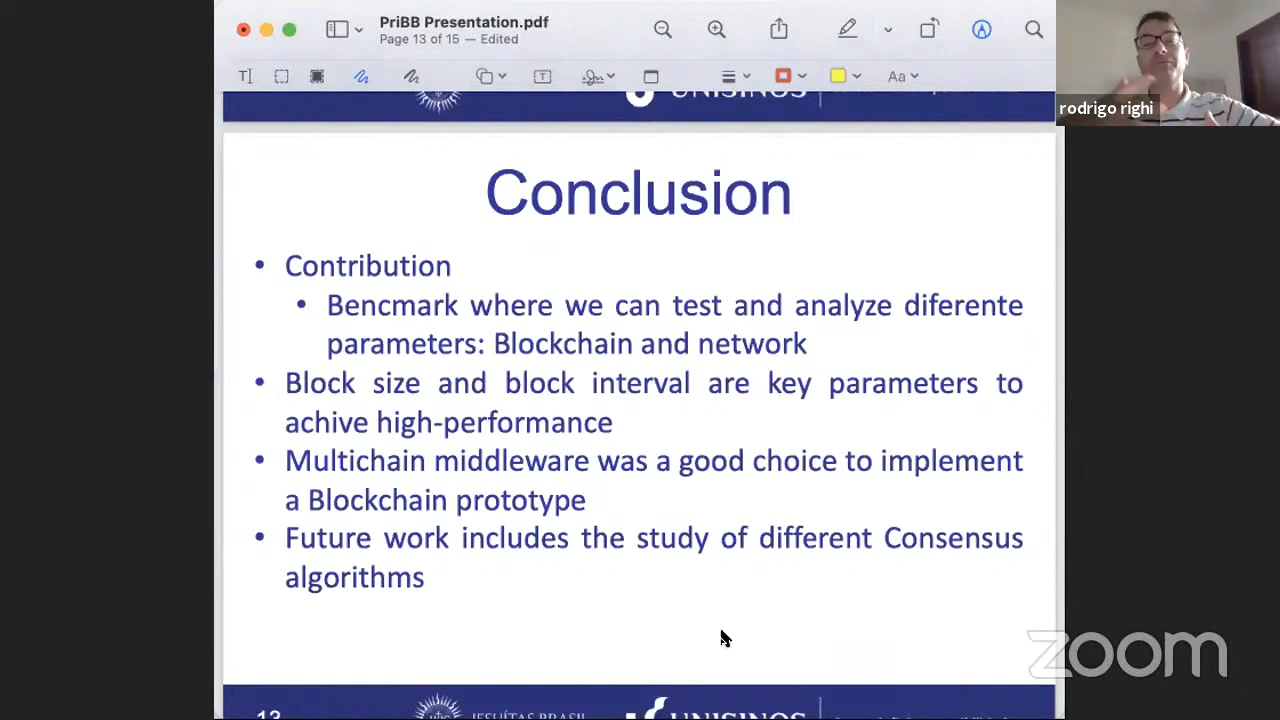 PriBB Presentation.pdf
Page 13 of 15 — Edited
Aa
UNISINOS
rodrigo righi
Conclusion
• Contribution
• Bencmark where we can test and analyze diferente
parameters: Blockchain and network
• Block size and block interval are key parameters to
achive high-performance
• Multichain middleware was a good choice to implement
a Blockchain prototype
• Future work includes the study of different Consensus
algorithms
zoom
13
JESUÍTAS BRASIL
UNISINOS